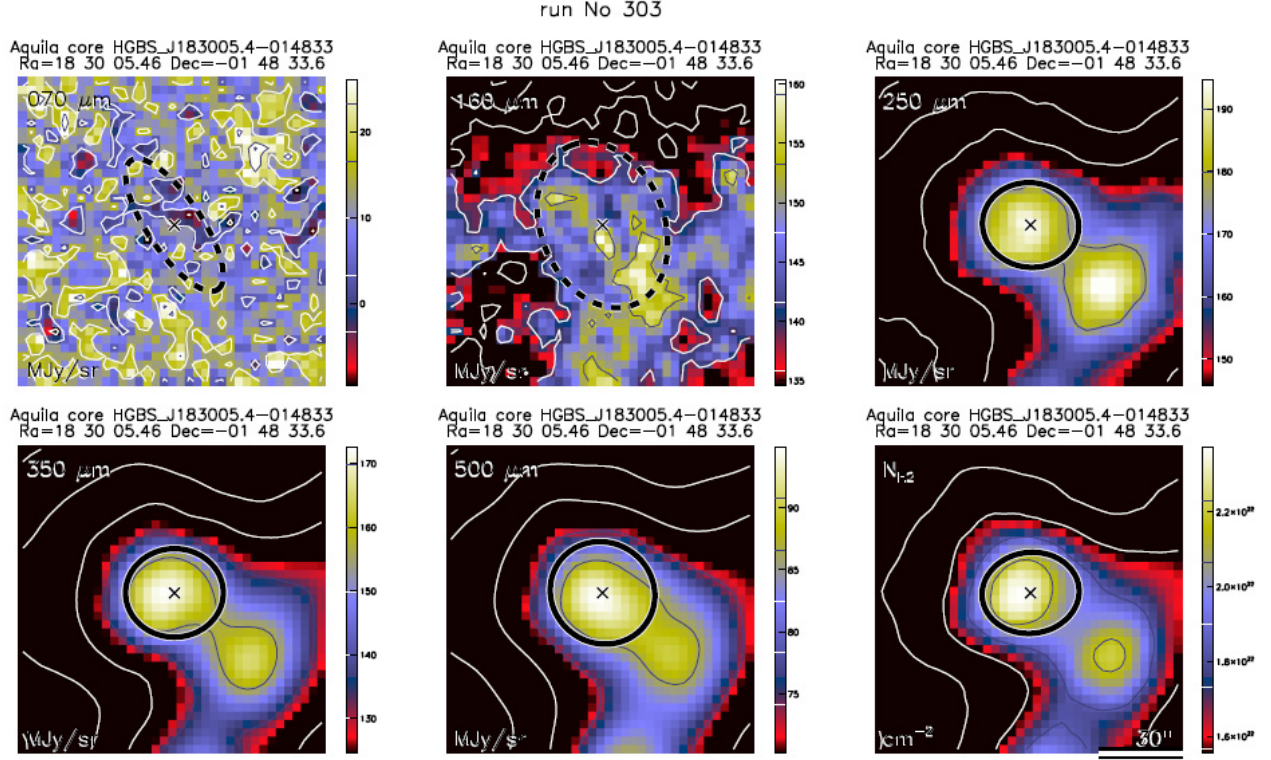 run No 303
Aquila core HGBS_J183005.4-014833
Ra=18 30 05.46 Dec=-01 48 33.6
070 μm
20
10
0
MJy/sr
Aquila core HGBS_J183005.4-014833
Ra=18 30 05.46 Dec=-01 48 33.6
160 μm
160
155
150
145
140
135
MJy/sr
Aquila core HGBS_J183005.4-014833
Ra=18 30 05.46 Dec=-01 48 33.6
250 μm
190
180
170
160
150
MJy/sr
Aquila core HGBS_J183005.4-014833
Ra=18 30 05.46 Dec=-01 48 33.6
350 μm
170
160
150
140
130
MJy/sr
Aquila core HGBS_J183005.4-014833
Ra=18 30 05.46 Dec=-01 48 33.6
500 μm
90
85
80
75
MJy/sr
Aquila core HGBS_J183005.4-014833
Ra=18 30 05.46 Dec=-01 48 33.6
N_H2
2.2×10²²
2.0×10²²
1.8×10²²
1.6×10²²
cm⁻²
30"